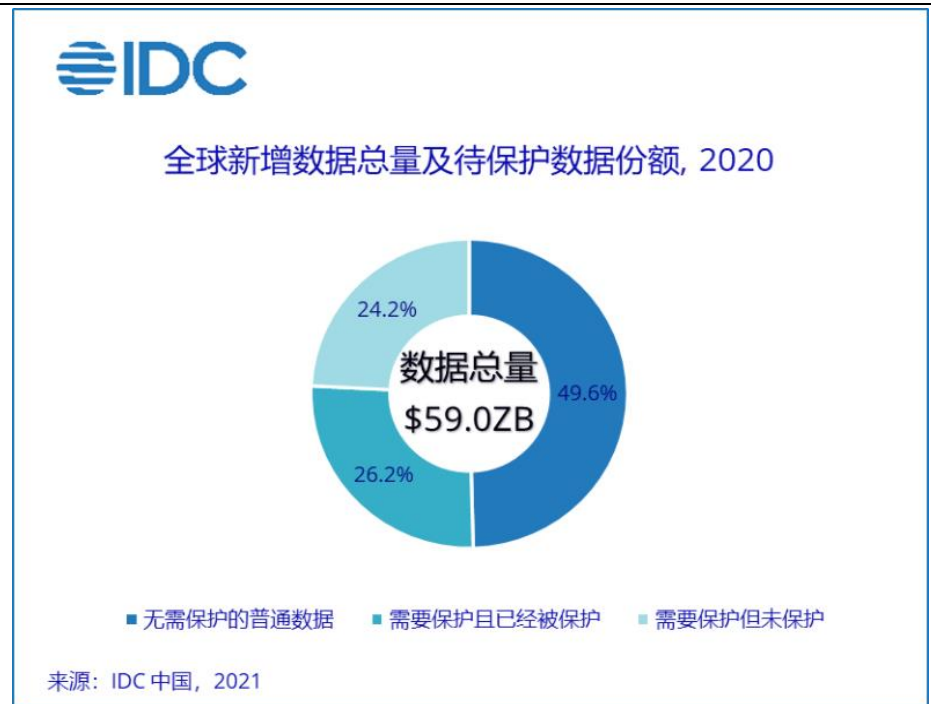 IDC
全球新增数据总量及待保护数据份额, 2020
24.2%
数据总量
$59.0ZB
49.6%
26.2%
无需保护的普通数据 需要保护且已经被保护 需要保护但未保护
来源：IDC 中国，2021